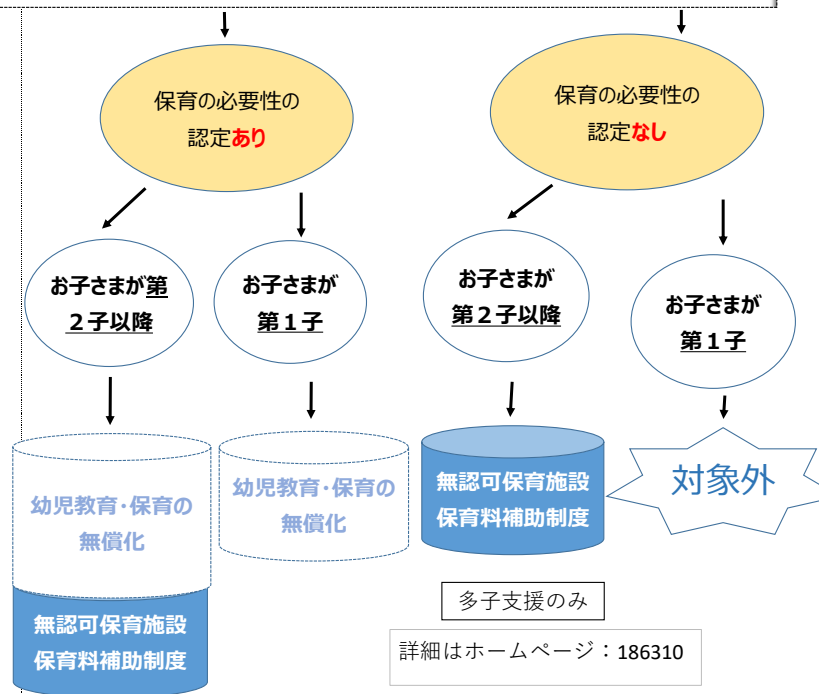 保育の必要性の
認定あり
保育の必要性の
認定なし
お子さまが第
２子以降
お子さまが
第１子
お子さまが
第２子以降
お子さまが
第１子
幼児教育・保育の
無償化
無認可保育施設
保育料補助制度
幼児教育・保育の
無償化
無認可保育施設
保育料補助制度
対象外
多子支援のみ
詳細はホームページ：186310